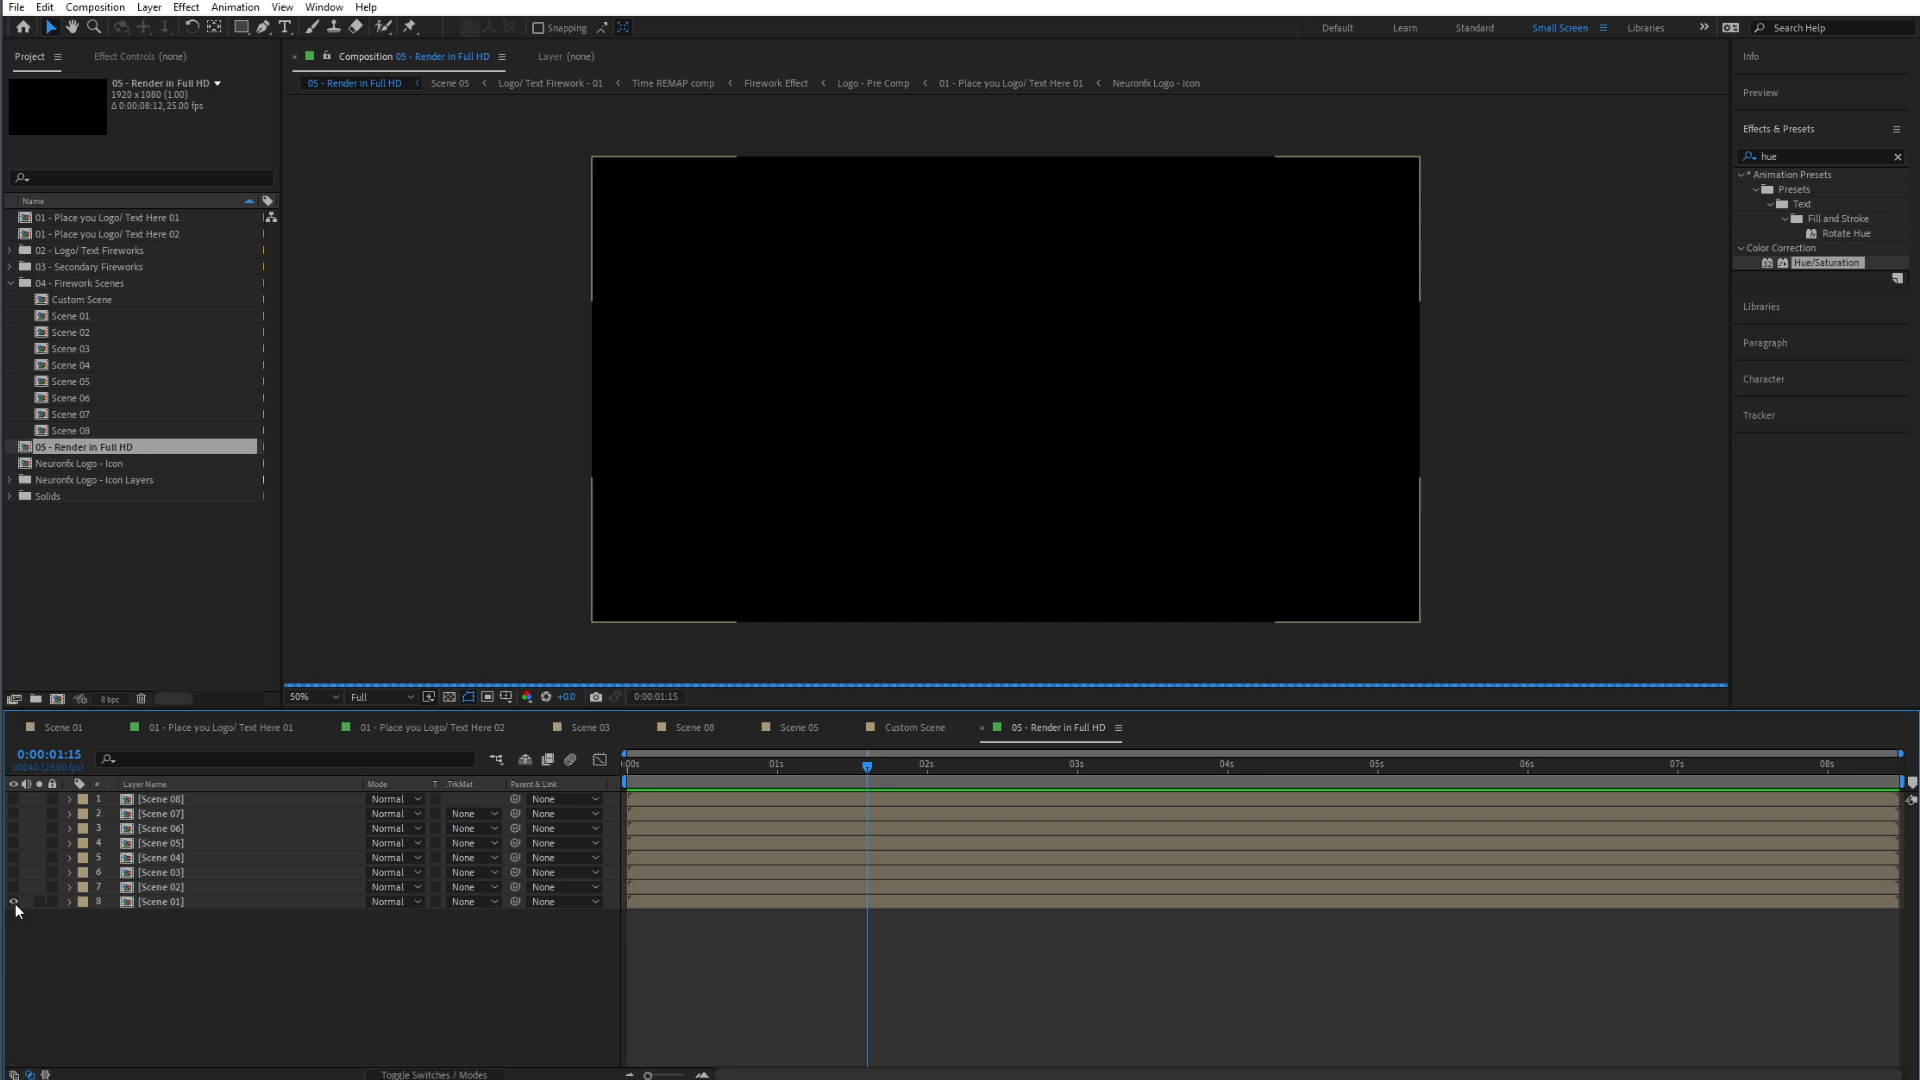 File Edit Composition Layer Effect Animation View Window Help
Snapping
Default Learn Standard Small Screen Libraries Search Help
Project Effect Controls (none)
Composition 05 - Render in Full HD Layer (none)
05 - Render in Full HD
1920 x 1080 (1.00)
Δ 0:00:08:12, 25.00 fps
05 - Render in Full HD Scene 05 Logo/ Text Firework - 01 Time REMAP comp Firework Effect Logo - Pre Comp 01 - Place you Logo/ Text Here 01 Neuronfx Logo - Icon
Name
01 - Place you Logo/ Text Here 01
01 - Place you Logo/ Text Here 02
02 - Logo/ Text Fireworks
03 - Secondary Fireworks
04 - Firework Scenes
Custom Scene
Scene 01
Scene 02
Scene 03
Scene 04
Scene 05
Scene 06
Scene 07
Scene 08
05 - Render in Full HD
Neuronfx Logo - Icon
Neuronfx Logo - Icon Layers
Solids
8 bpc
50% Full +0.0 0:00:01:15
Info
Preview
Effects & Presets
hue
* Animation Presets
Presets
Text
Fill and Stroke
Rotate Hue
Color Correction
Hue/Saturation
Libraries
Paragraph
Character
Tracker
Scene 01 01 - Place you Logo/ Text Here 01 01 - Place you Logo/ Text Here 02 Scene 03 Scene 08 Scene 05 Custom Scene 05 - Render in Full HD
0:00:01:15
00040 (25.00 fps)
:00s 01s 02s 03s 04s 05s 06s 07s 08s
# Layer Name Mode T .TrkMat Parent & Link
1 [Scene 08] Normal None
2 [Scene 07] Normal None None
3 [Scene 06] Normal None None
4 [Scene 05] Normal None None
5 [Scene 04] Normal None None
6 [Scene 03] Normal None None
7 [Scene 02] Normal None None
8 [Scene 01] Normal None None
Toggle Switches / Modes